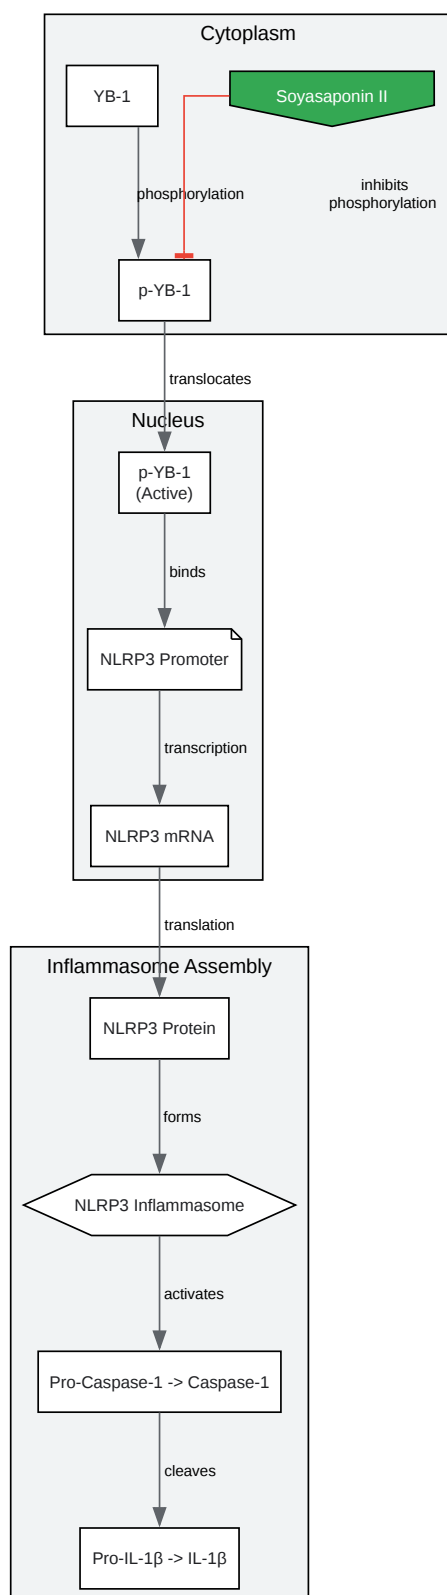 Cytoplasm
YB-1
Soyasaponin II
phosphorylation
inhibits
phosphorylation
p-YB-1
translocates
Nucleus
p-YB-1
(Active)
binds
NLRP3 Promoter
transcription
NLRP3 mRNA
translation
Inflammasome Assembly
NLRP3 Protein
forms
NLRP3 Inflammasome
activates
Pro-Caspase-1 -> Caspase-1
cleaves
Pro-IL-1β -> IL-1β